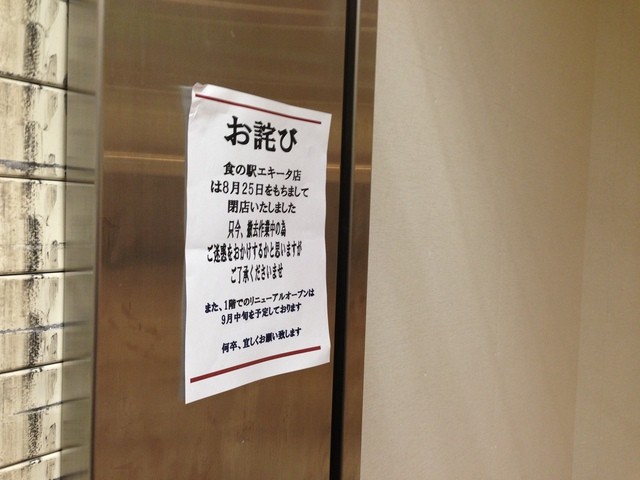 お詫び
食の駅エキータ店
は8月25日をもちまして
閉店いたしました
只今、撤去作業中の為
ご迷惑をおかけするかと思いますが
ご了承くださいませ
また、1階でのリニューアルオープンは
9月中旬を予定しております
何卒、宜しくお願い致します